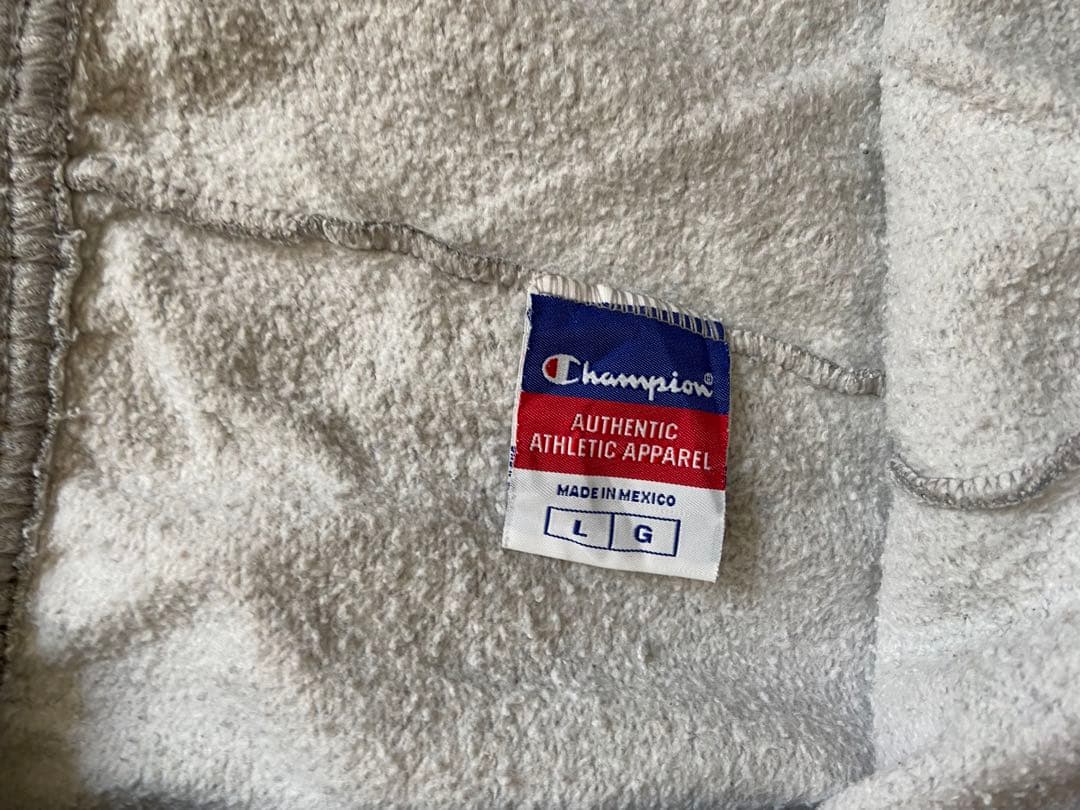 Champion®
AUTHENTIC
ATHLETIC APPAREL
MADE IN MEXICO
L G